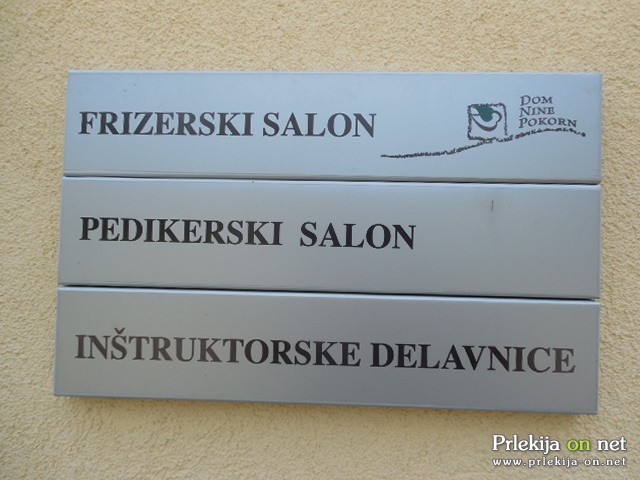 FRIZERSKI SALON
DOM
NINE
POKORN
PEDIKERSKI SALON
INŠTRUKTORSKE DELAVNICE
Prlekija on net
www.prlekija-on.net